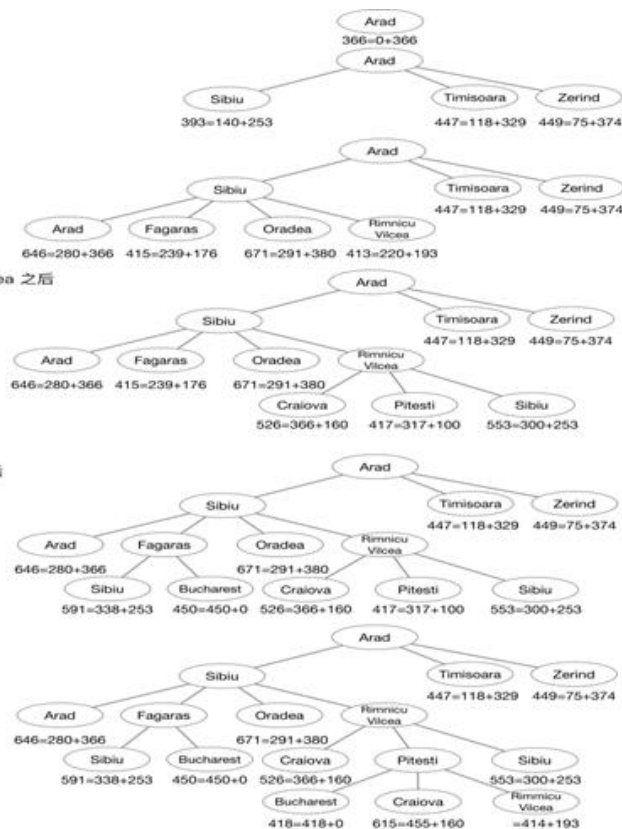 Arad
366=0+366
Arad
Sibiu Timisoara Zerind
393=140+253 447=118+329 449=75+374
Arad
Sibiu Timisoara Zerind
447=118+329 449=75+374
Arad Fagaras Oradea Rimnicu Vilcea
646=280+366 415=239+176 671=291+380 413=220+193
ea 之后
Arad
Sibiu Timisoara Zerind
447=118+329 449=75+374
Arad Fagaras Oradea Rimnicu Vilcea
646=280+366 415=239+176 671=291+380
Craiova Pitesti Sibiu
526=366+160 417=317+100 553=300+253
Arad
Sibiu Timisoara Zerind
447=118+329 449=75+374
Arad Fagaras Oradea Rimnicu Vilcea
646=280+366 671=291+380
Sibiu Bucharest Craiova Pitesti Sibiu
591=338+253 450=450+0 526=366+160 417=317+100 553=300+253
Arad
Sibiu Timisoara Zerind
447=118+329 449=75+374
Arad Fagaras Oradea Rimnicu Vilcea
646=280+366 671=291+380
Sibiu Bucharest Craiova Pitesti Sibiu
591=338+253 450=450+0 526=366+160 553=300+253
Bucharest Craiova Rimmicu Vilcea
418=418+0 615=455+160 =414+193